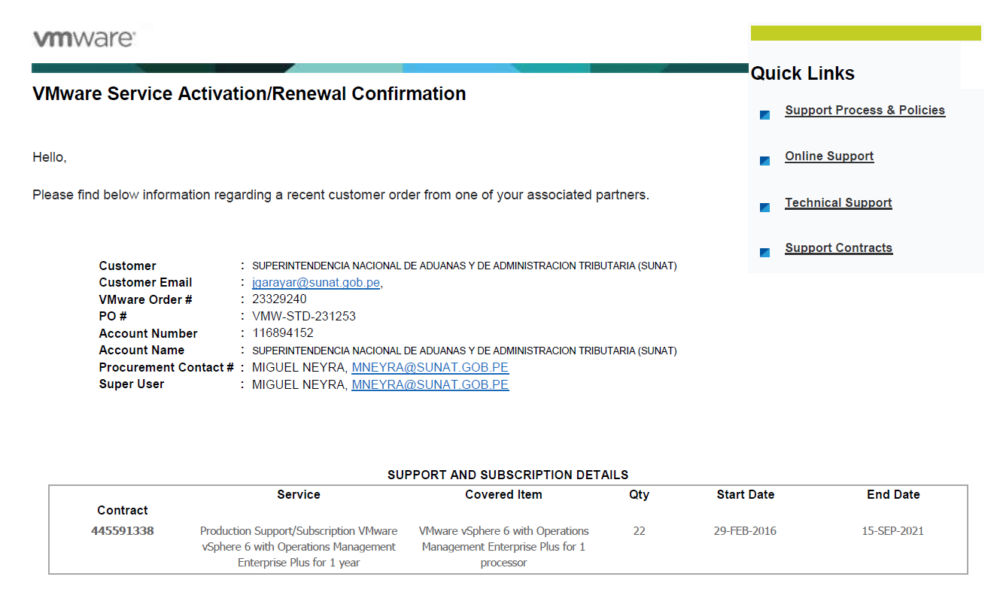 vmware
VMware Service Activation/Renewal Confirmation
Hello,
Please find below information regarding a recent customer order from one of your associated partners.
Quick Links
Support Process & Policies
Online Support
Technical Support
Support Contracts
Customer : SUPERINTENDENCIA NACIONAL DE ADUANAS Y DE ADMINISTRACION TRIBUTARIA (SUNAT)
Customer Email : jgarayar@sunat.gob.pe,
VMware Order # : 23329240
PO # : VMW-STD-231253
Account Number : 116894152
Account Name : SUPERINTENDENCIA NACIONAL DE ADUANAS Y DE ADMINISTRACION TRIBUTARIA (SUNAT)
Procurement Contact # : MIGUEL NEYRA, MNEYRA@SUNAT.GOB.PE
Super User : MIGUEL NEYRA, MNEYRA@SUNAT.GOB.PE
SUPPORT AND SUBSCRIPTION DETAILS
Service Covered Item Qty Start Date End Date
Contract
445591338 Production Support/Subscription VMware VMware vSphere 6 with Operations 22 29-FEB-2016 15-SEP-2021
vSphere 6 with Operations Management Management Enterprise Plus for 1
Enterprise Plus for 1 year processor